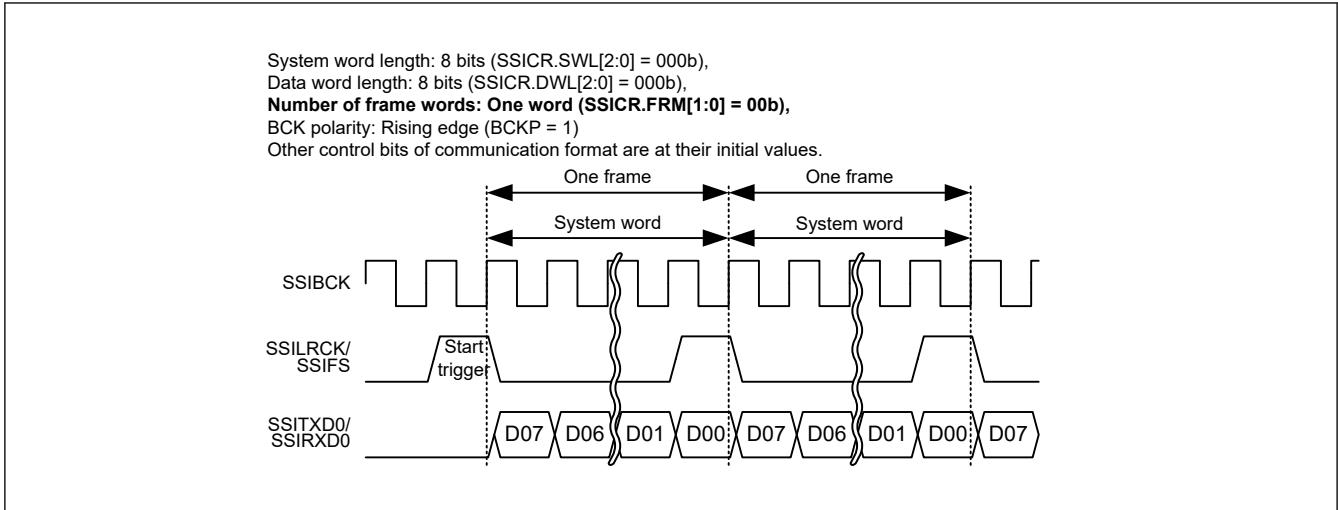 System word length: 8 bits (SSICR.SWL[2:0] = 000b),
Data word length: 8 bits (SSICR.DWL[2:0] = 000b),
Number of frame words: One word (SSICR.FRM[1:0] = 00b),
BCK polarity: Rising edge (BCKP = 1)
Other control bits of communication format are at their initial values.
One frame One frame
System word System word
SSIBCK
SSILRCK/
SSIFS
Start
trigger
SSITXD0/
SSIRXD0
D07 D06 D01 D00 D07 D06 D01 D00 D07